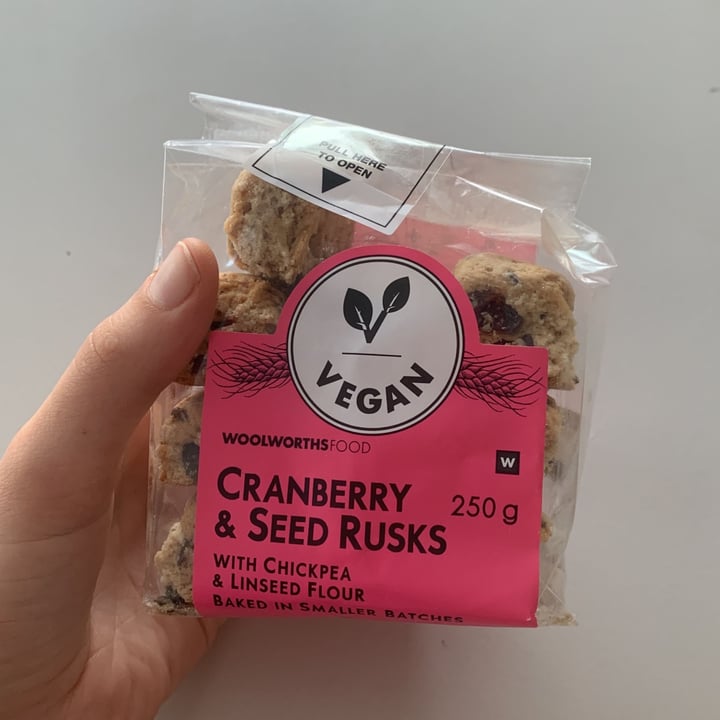 PULL HERE
TO OPEN
VEGAN
WOOLWORTHSFOOD
W
CRANBERRY
& SEED RUSKS
250 g
WITH CHICKPEA
& LINSEED FLOUR
BAKED IN SMALLER BATCHES